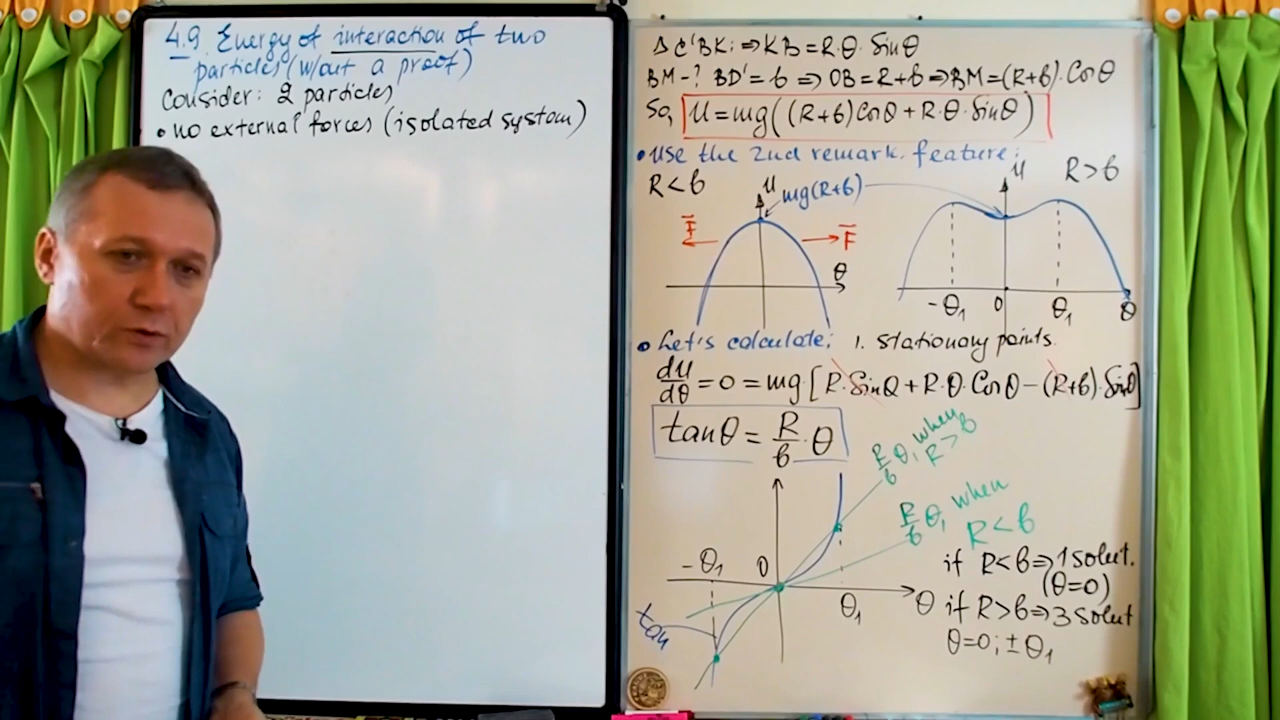 4.9. Energy of interaction of two
particles (w/out a proof)
Consider: 2 particles
• no external forces (isolated system)
Δ C'BK: ⇒ KB = R·θ·Sinθ
BM -? BD' = b ⇒ OB = R+b ⇒ BM = (R+b)·Cosθ
So, U = mg((R+b)Cosθ + R·θ·Sinθ)
• Use the 2nd remark. feature:
R < b
U
mg(R+b)
F
F
θ
U
R > b
-θ₁
0
θ₁
θ
• Let's calculate: 1. Stationary points.
dU/dθ = 0 = mg[R·Sinθ + R·θ·Cosθ − (R+b)·Sinθ]
tanθ = R/b·θ
R/b θ, when
R > b
R/b θ, when
R < b
-θ₁
0
θ₁
θ
tan
if R<b ⇒ 1 solut.
(θ=0)
if R>b ⇒ 3 solut
θ=0; ±θ₁